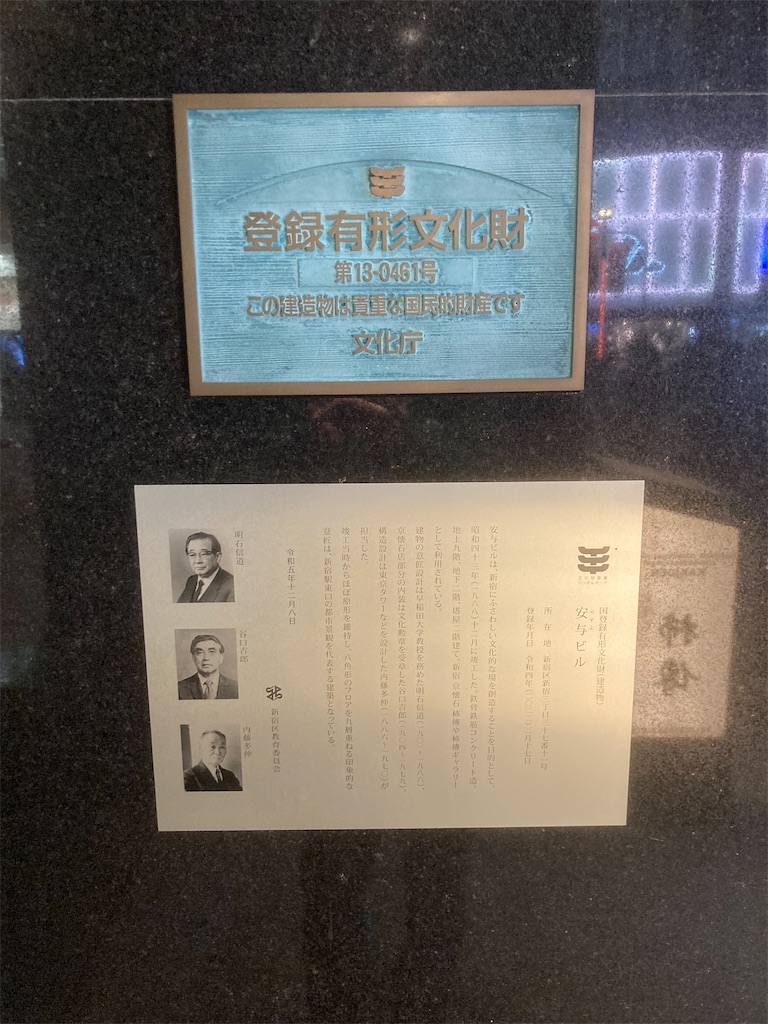 登録有形文化財
第13-0461号
この建造物は貴重な国民的財産です
文化庁
国登録有形文化財(建造物)
安与ビル
所在地 新宿区新宿三丁目三十七番十一号
登録年月日 令和四年(二〇二二)二月十七日
安与ビルは、新宿にふさわしい文化的な場を創造することを目的として、
昭和四十三年(一九六八)十二月に竣工した。鉄骨鉄筋コンクリート造、
地上九階、地下二階、塔屋二階建で、新宿 京懐石 柿傳や柿傳ギャラリー
として利用されている。
建物の意匠設計は早稲田大学教授を務めた明石信道(一九〇一-一九八六)、
京懐石店部分の内装は文化勲章を受章した谷口吉郎(一九〇四-一九七九)、
構造設計は東京タワーなどを設計した内藤多仲(一八八六-一九七〇)が
担当した。
竣工当時からほぼ原形を維持し、八角形のフロアを九層重ねる印象的な
意匠は、新宿駅東口の都市景観を代表する建築となっている。
令和五年十二月八日
新宿区教育委員会
明石信道
谷口吉郎
内藤多仲